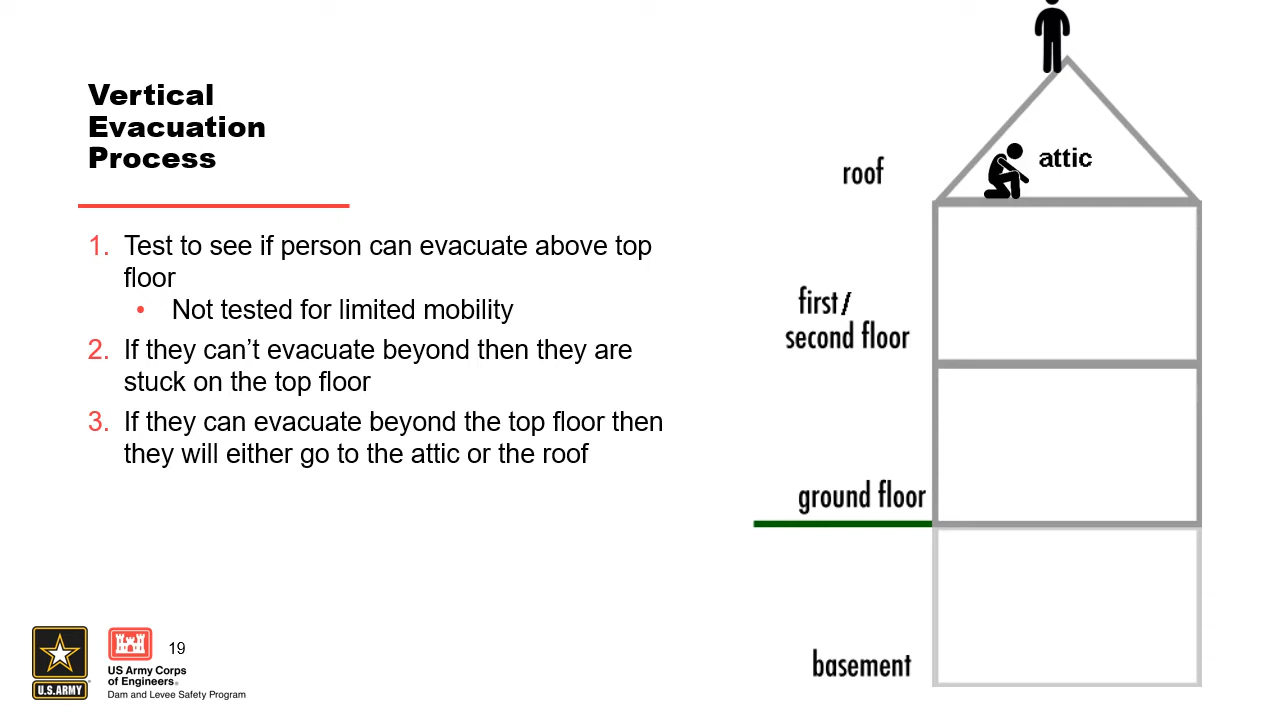 Vertical
Evacuation
Process
1. Test to see if person can evacuate above top
floor
• Not tested for limited mobility
2. If they can’t evacuate beyond then they are
stuck on the top floor
3. If they can evacuate beyond the top floor then
they will either go to the attic or the roof
attic
roof
first/
second floor
ground floor
basement
U.S.ARMY
US Army Corps
of Engineers®
Dam and Levee Safety Program
19